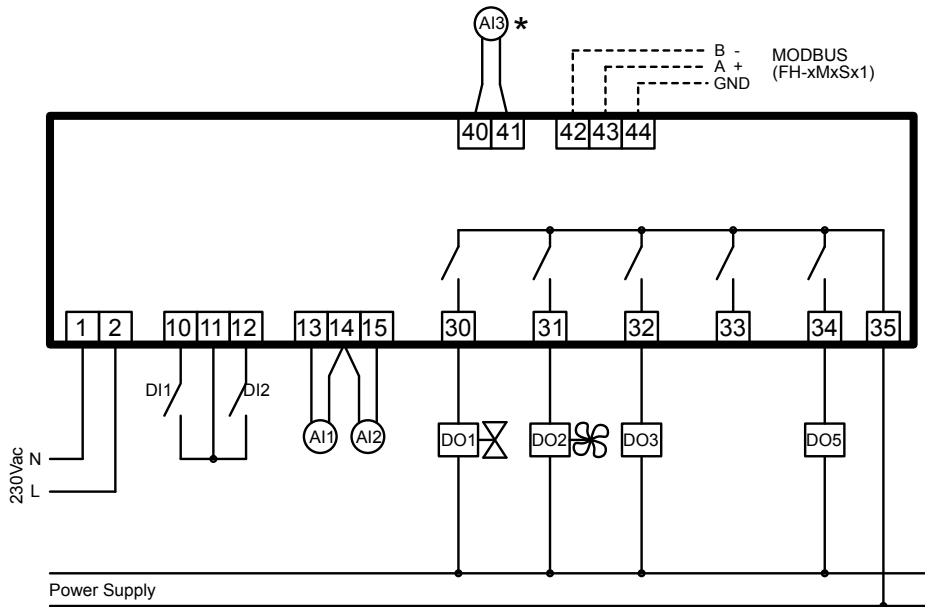 AI3 *
B -
A +
GND
MODBUS
(FH-xMxSx1)
40 41 42 43 44
1 2 10 11 12 13 14 15 30 31 32 33 34 35
DI1 DI2
AI1 AI2
DO1 DO2 DO3 DO5
230Vac
N
L
Power Supply